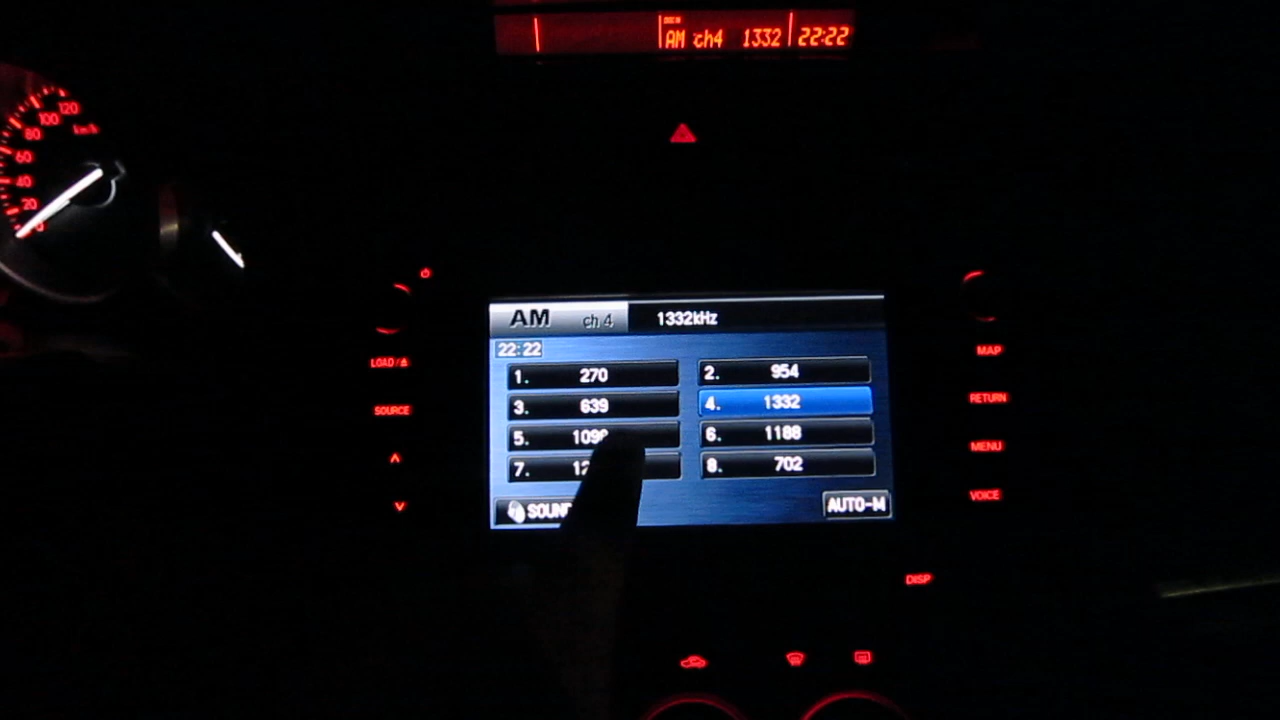 AM ch4 1332 22:22
120
100
km/h
80
60
40
20
0
AM ch 4 1332kHz
22:22
1. 270 2. 954
3. 639 4. 1332
5. 6. 1188
7. 8. 702
AUTO-M
LOAD/
SOURCE
MAP
RETURN
MENU
VOICE
DISP